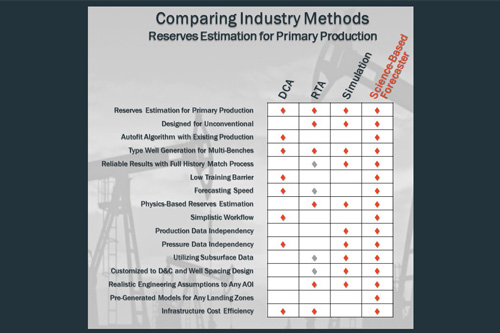 Comparing Industry Methods
Reserves Estimation for Primary Production
DCA
RTA
Simulation
Science-Based
Forecaster
Reserves Estimation for Primary Production
Designed for Unconventional
Autofit Algorithm with Existing Production
Type Well Generation for Multi-Benches
Reliable Results with Full History Match Process
Low Training Barrier
Forecasting Speed
Physics-Based Reserves Estimation
Simplistic Workflow
Production Data Independency
Pressure Data Independency
Utilizing Subsurface Data
Customized to D&C and Well Spacing Design
Realistic Engineering Assumptions to Any AOI
Pre-Generated Models for Any Landing Zones
Infrastructure Cost Efficiency